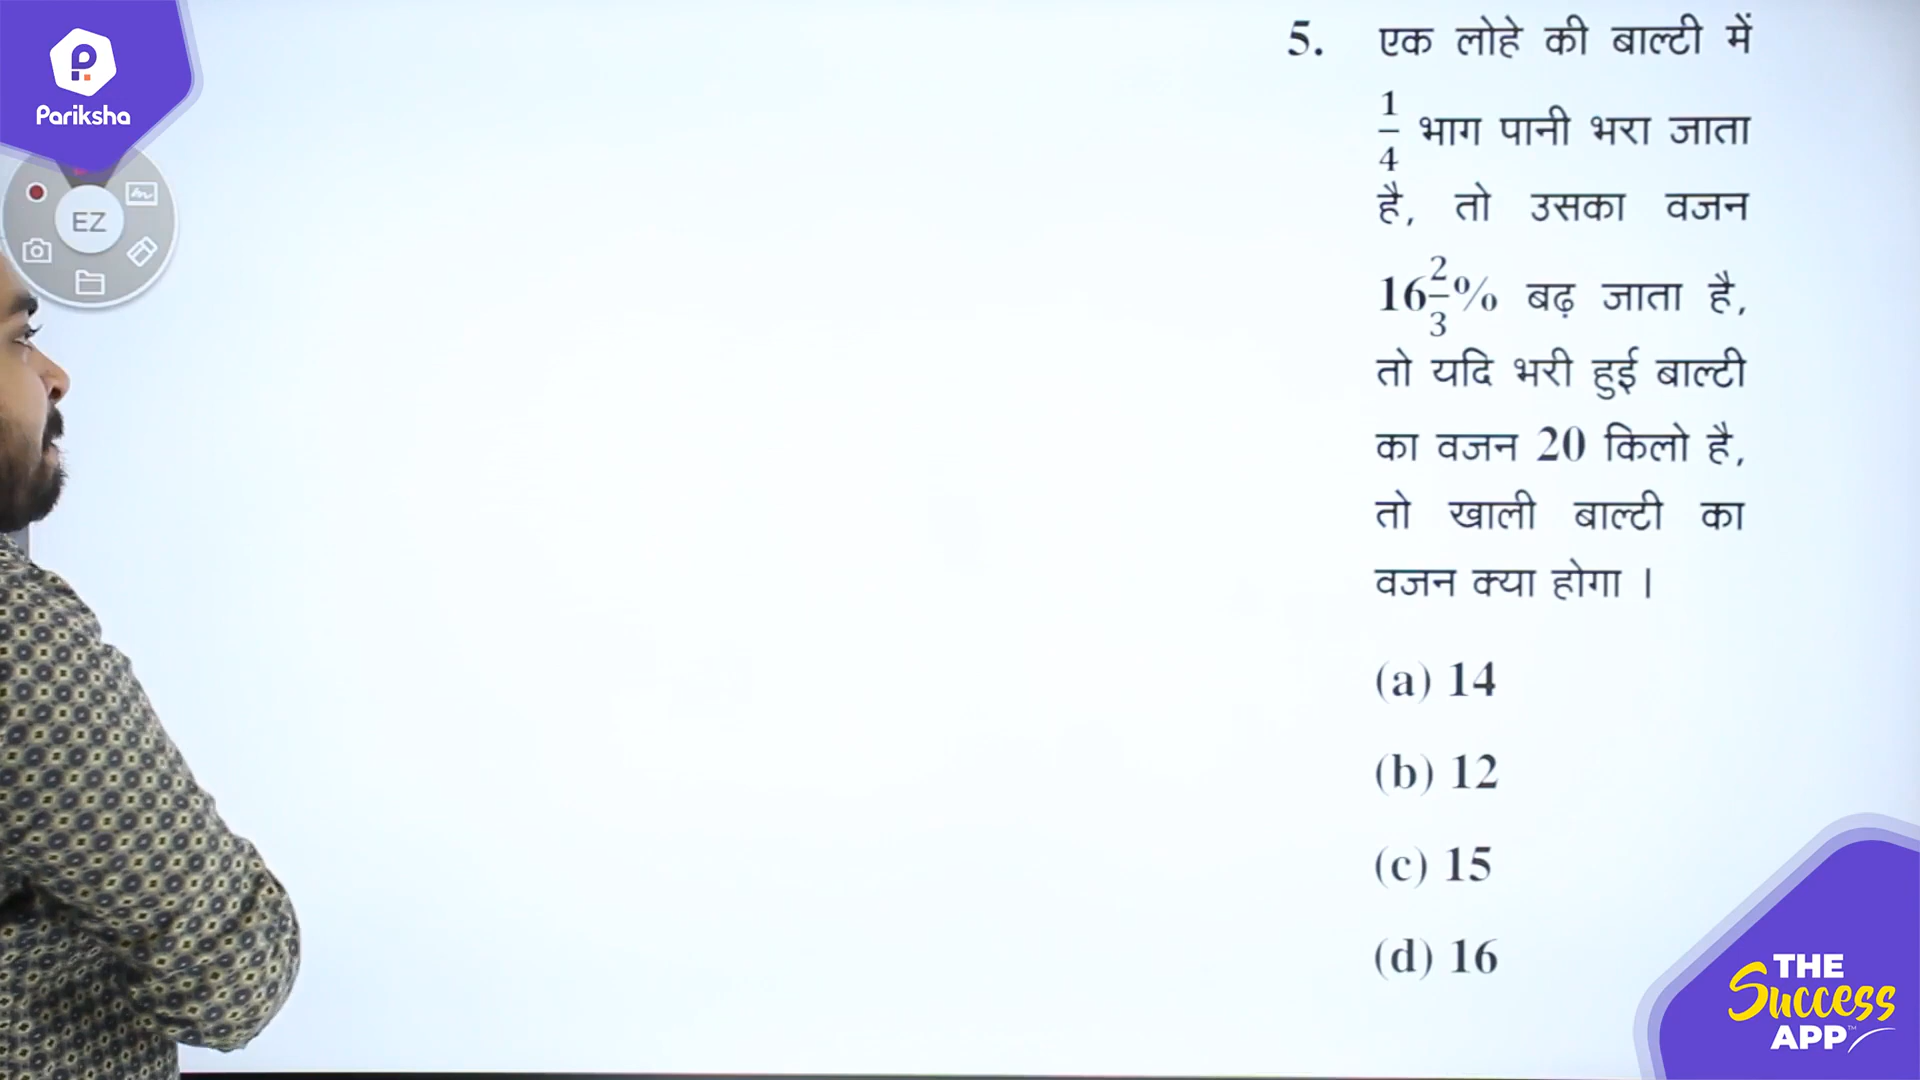 Pariksha
EZ
5. एक लोहे की बाल्टी में
1/4 भाग पानी भरा जाता
है, तो उसका वजन
16 2/3% बढ़ जाता है,
तो यदि भरी हुई बाल्टी
का वजन 20 किलो है,
तो खाली बाल्टी का
वजन क्या होगा ।
(a) 14
(b) 12
(c) 15
(d) 16
THE
Success
APP™